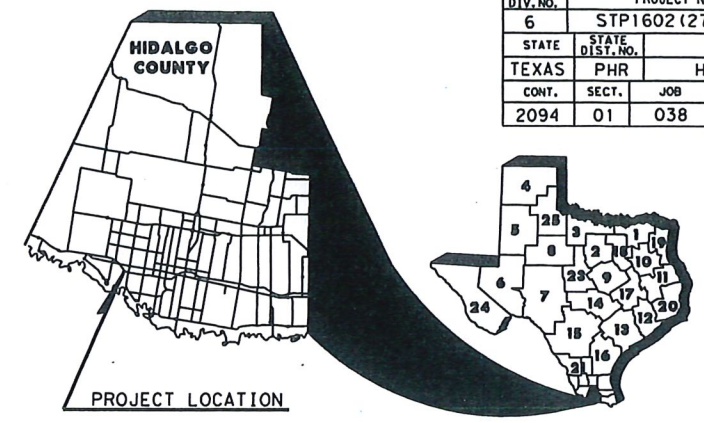 DIV. NO.
6 STP1602(27
STATE STATE DIST. NO.
TEXAS PHR H
CONT. SECT. JOB
2094 01 038
HIDALGO
COUNTY
PROJECT LOCATION
4
25
5 3 1 19
8 2 18 10
6 23 9 11
24 7 17 20
14 12
15 13
16
21